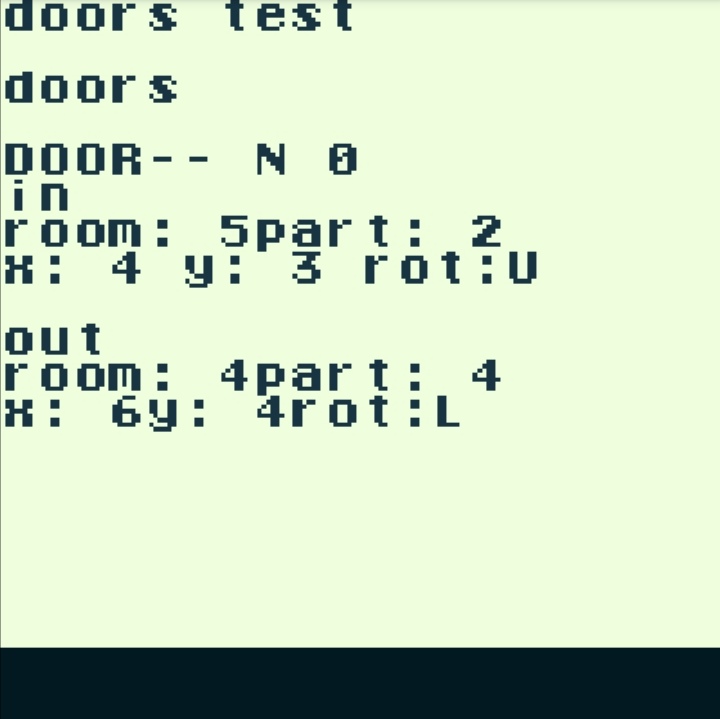 doors test
doors
DOOR-- N 0
in
room: 5part: 2
x: 4 y: 3 rot:U
out
room: 4part: 4
x: 6y: 4rot:L